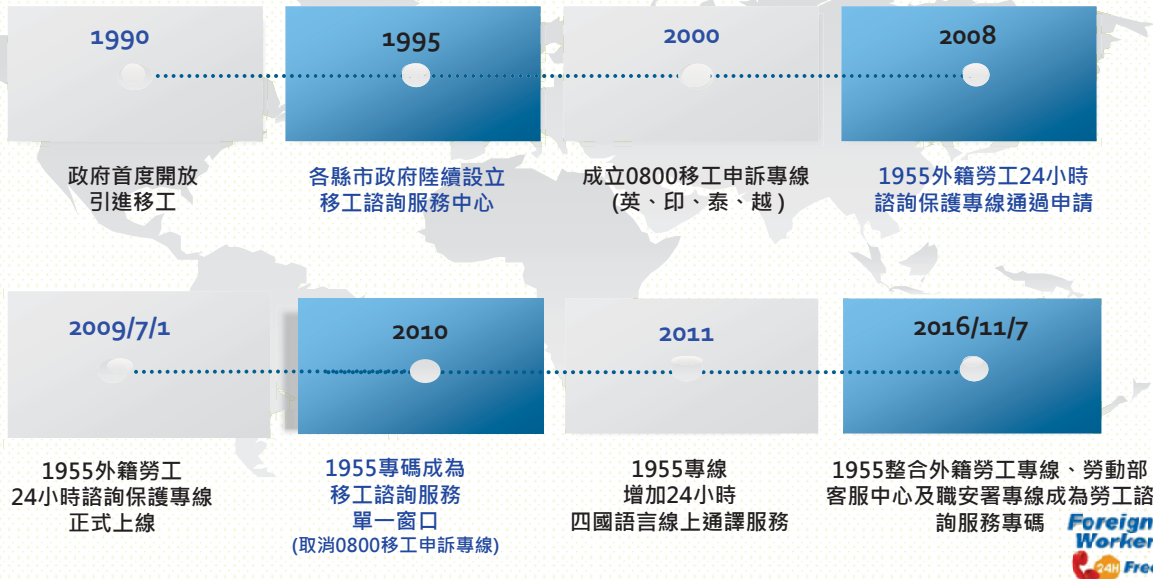 1990
政府首度開放
引進移工
1995
各縣市政府陸續設立
移工諮詢服務中心
2000
成立0800移工申訴專線
(英、印、泰、越 )
2008
1955外籍勞工24小時
諮詢保護專線通過申請
2009/7/1
1955外籍勞工
24小時諮詢保護專線
正式上線
2010
1955專碼成為
移工諮詢服務
單一窗口
(取消0800移工申訴專線)
2011
1955專線
增加24小時
四國語言線上通譯服務
2016/11/7
1955整合外籍勞工專線、勞動部
客服中心及職安署專線成為勞工諮
詢服務專碼
Foreign
Worker
24H Free